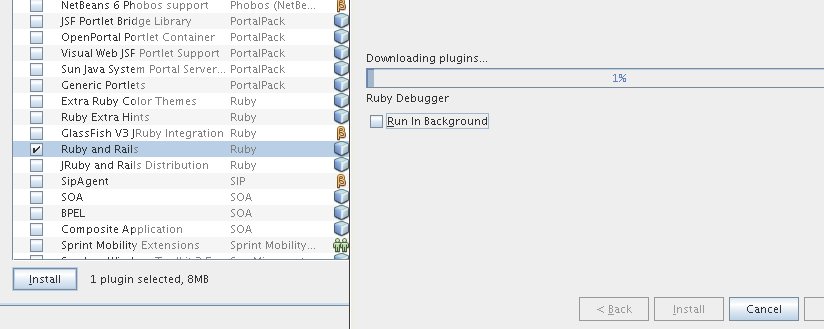 NetBeans 6 Phobos support Phobos (NetBe...
JSF Portlet Bridge Library PortalPack
OpenPortal Portlet Container PortalPack
Visual Web JSF Portlet Support PortalPack
Sun Java System Portal Server... PortalPack
Generic Portlets PortalPack
Extra Ruby Color Themes Ruby
Ruby Extra Hints Ruby
GlassFish V3 JRuby Integration Ruby
Ruby and Rails Ruby
JRuby and Rails Distribution Ruby
SipAgent SIP
SOA SOA
BPEL SOA
Composite Application SOA
Sprint Mobility Extensions Sprint Mobility...
Install 1 plugin selected, 8MB
Downloading plugins...
1%
Ruby Debugger
Run In Background
< Back Install Cancel